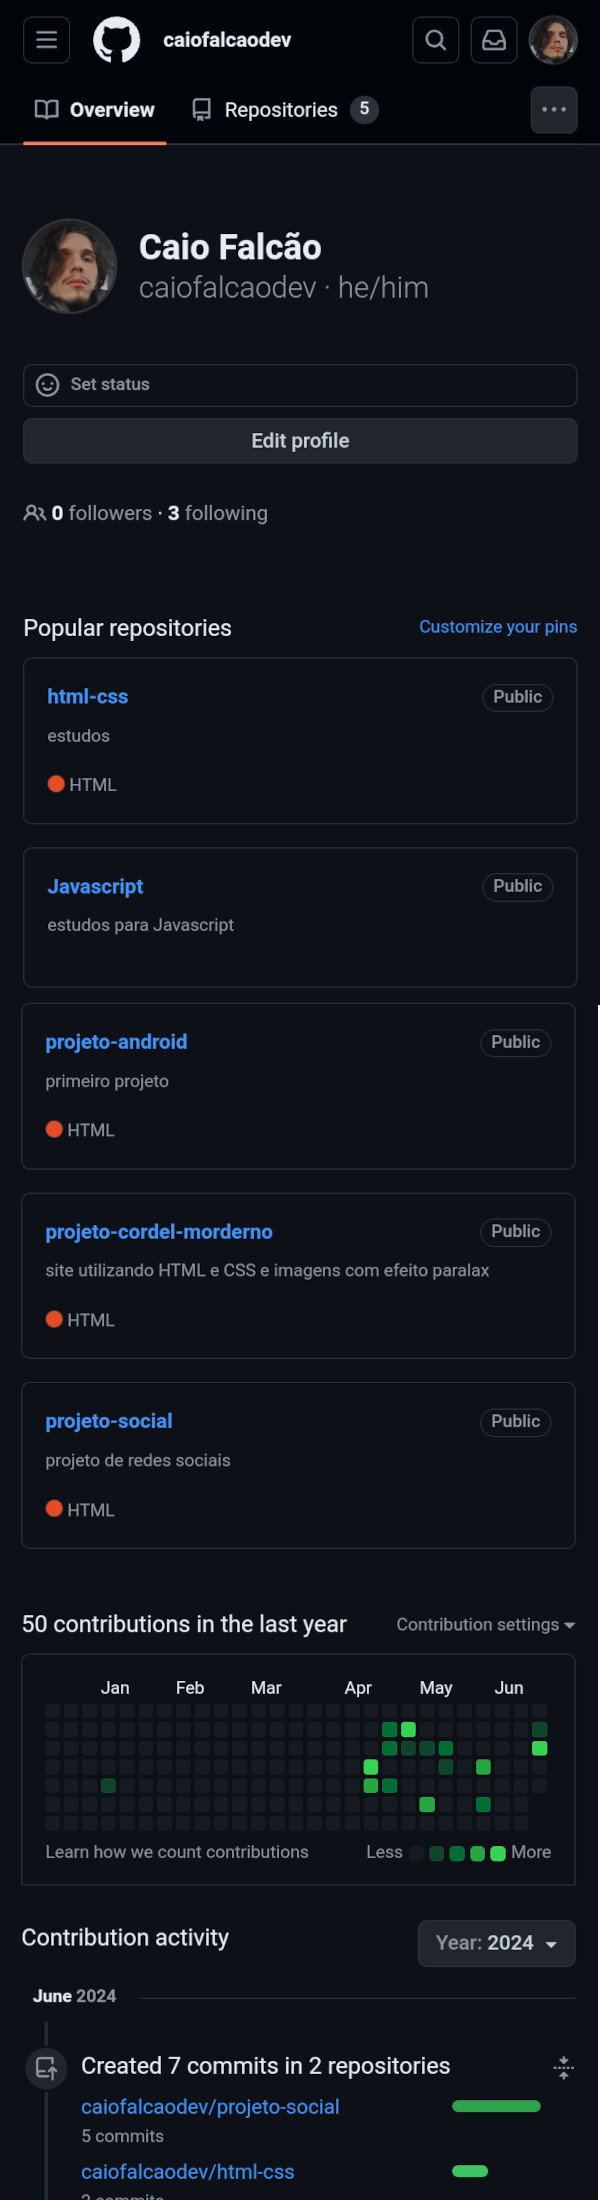 caiofalcaodev
Overview
Repositories 5
Caio Falcão
caiofalcaodev · he/him
Set status
Edit profile
0 followers · 3 following
Popular repositories
Customize your pins
html-css
Public
estudos
HTML
Javascript
Public
estudos para Javascript
projeto-android
Public
primeiro projeto
HTML
projeto-cordel-morderno
Public
site utilizando HTML e CSS e imagens com efeito paralax
HTML
projeto-social
Public
projeto de redes sociais
HTML
50 contributions in the last year
Contribution settings
Jan Feb Mar Apr May Jun
Learn how we count contributions
Less More
Contribution activity
Year: 2024
June 2024
Created 7 commits in 2 repositories
caiofalcaodev/projeto-social
5 commits
caiofalcaodev/html-css
2 commits